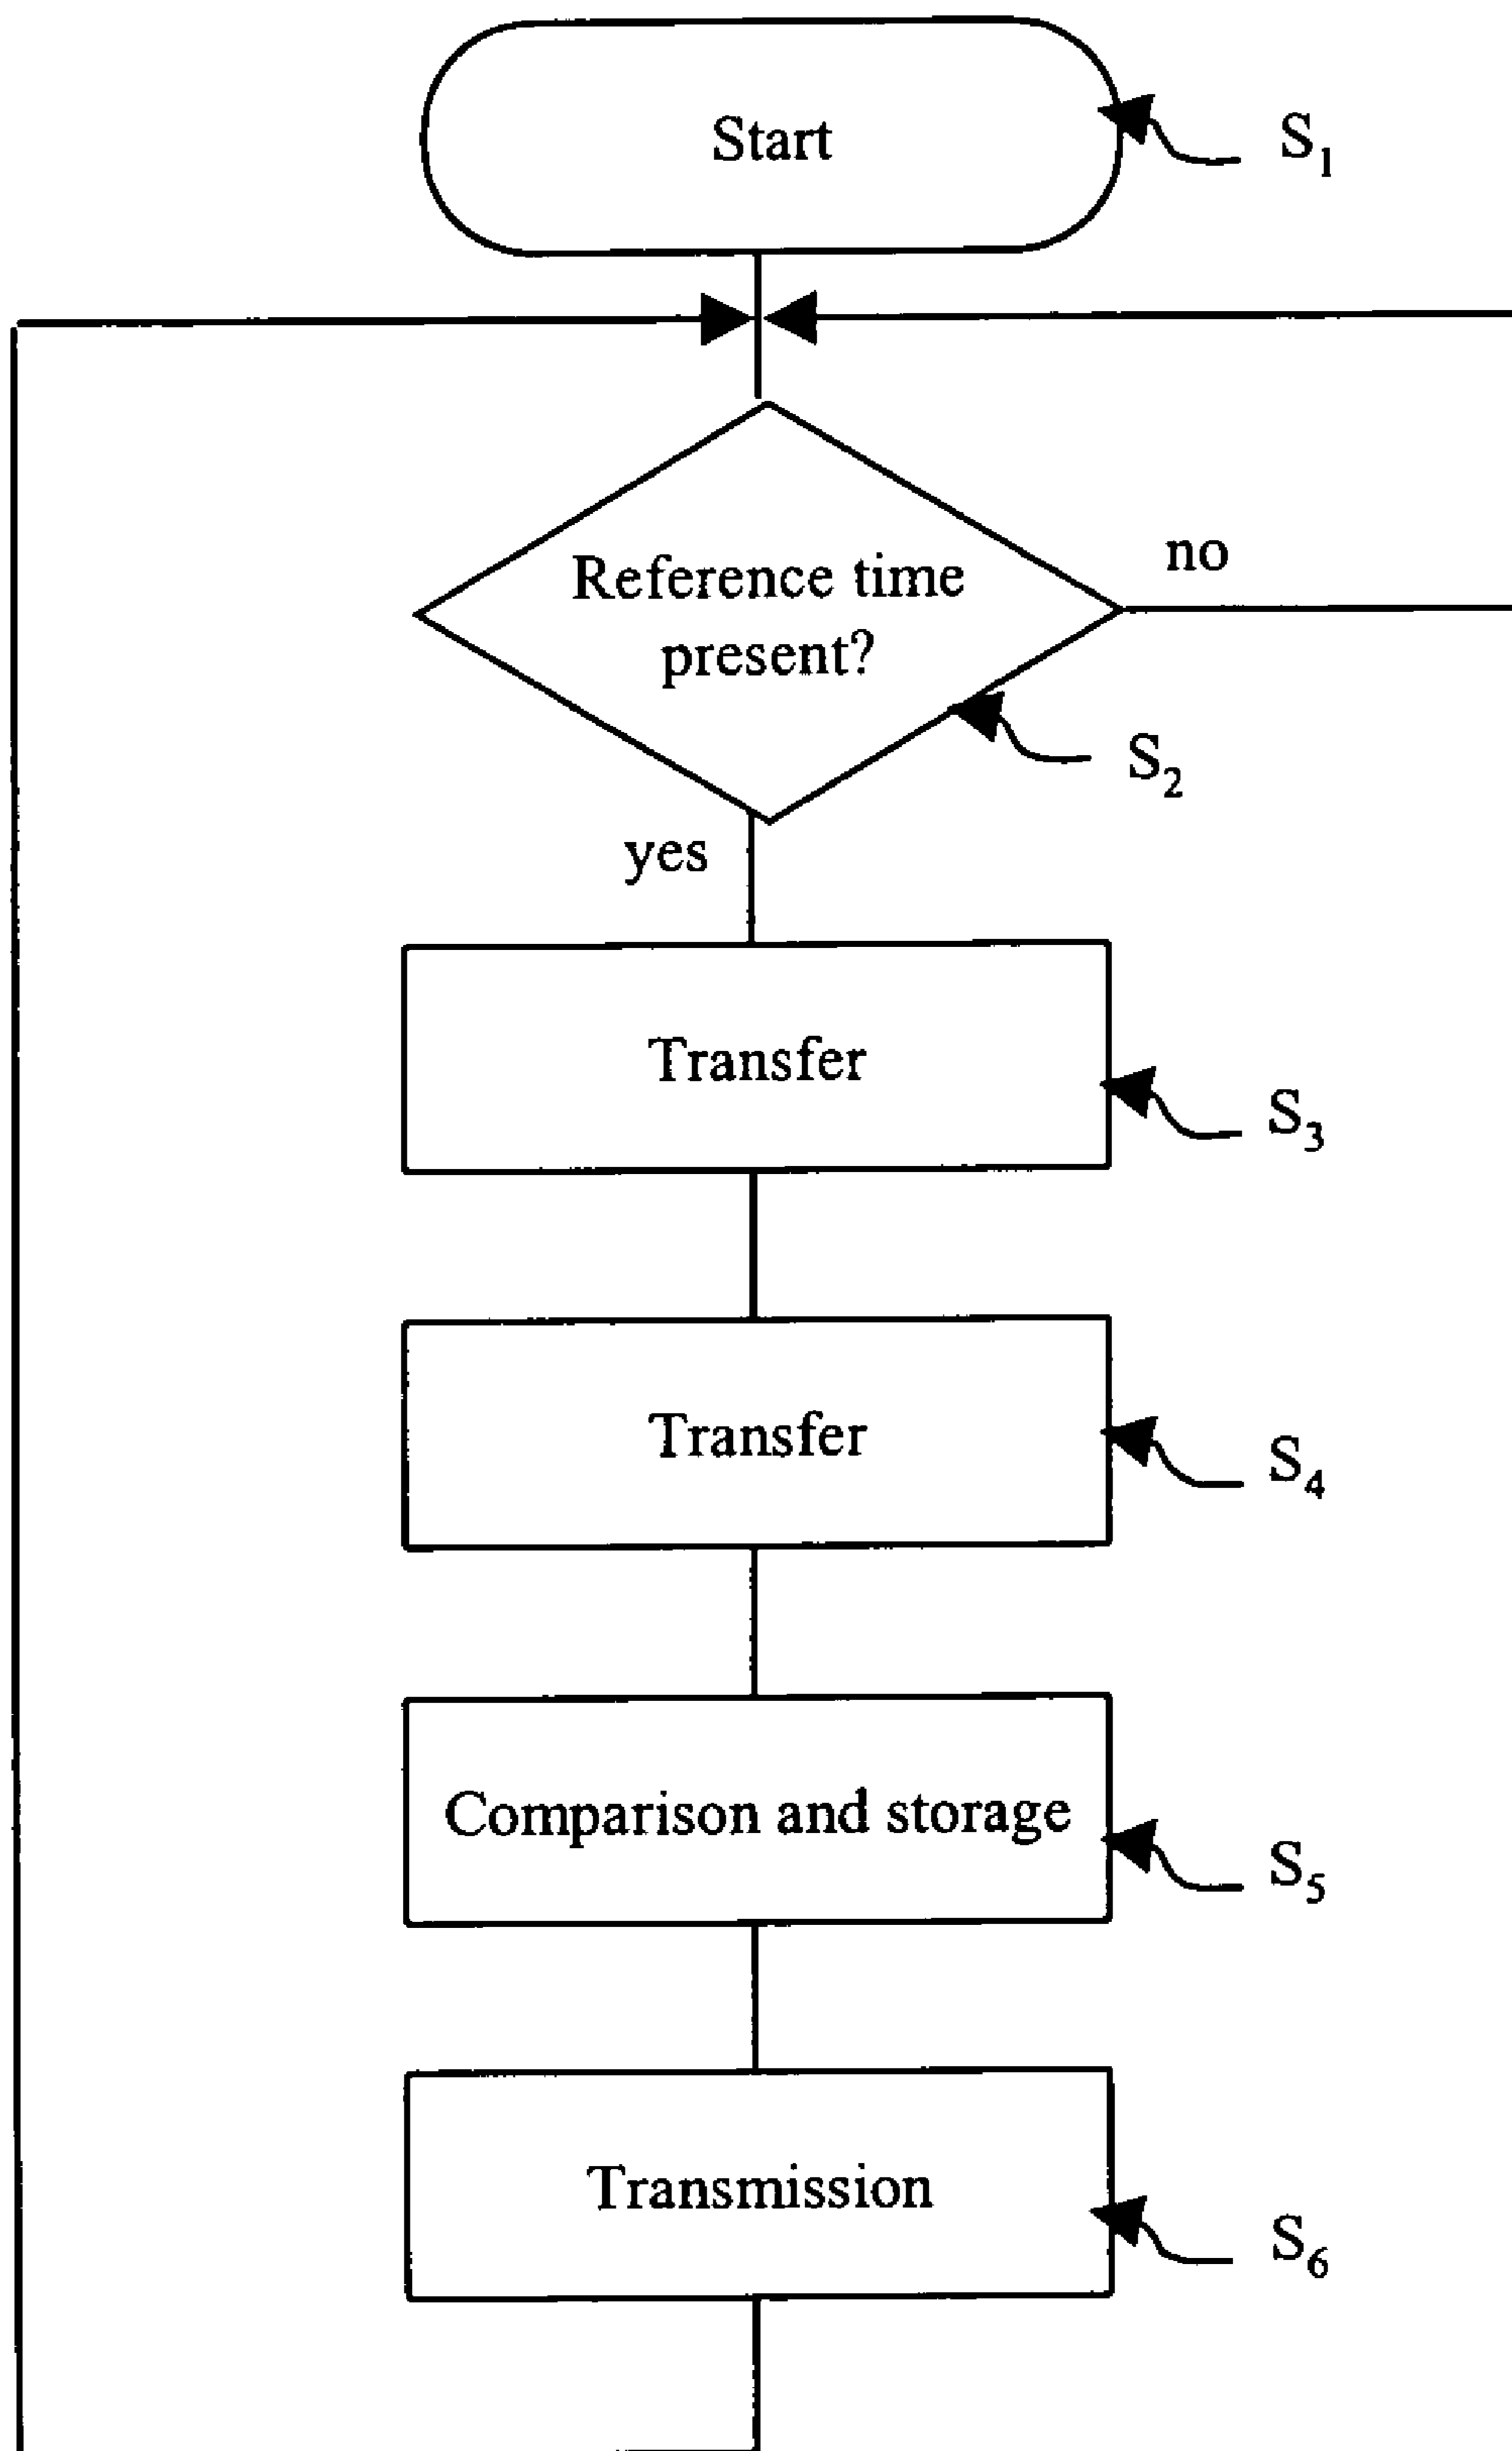 Start
S₁
Reference time
present?
no
S₂
yes
Transfer
S₃
Transfer
S₄
Comparison and storage
S₅
Transmission
S₆